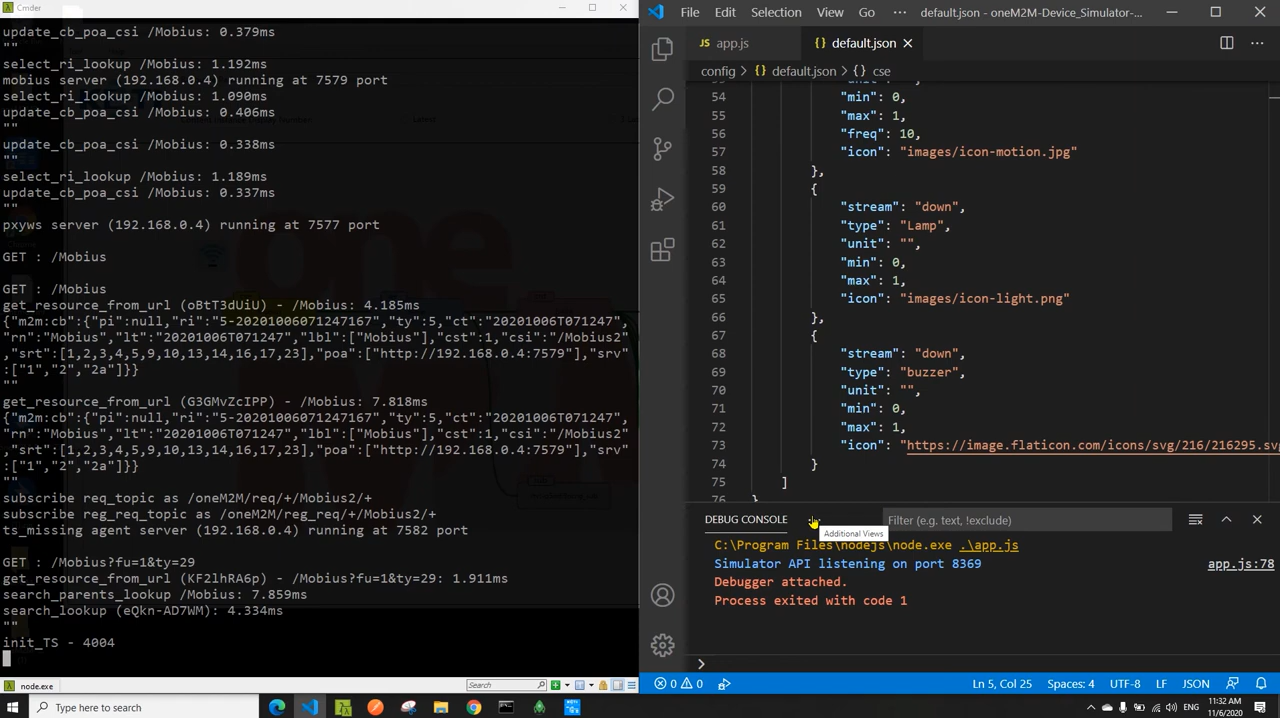 Cmder
update_cb_poa_csi /Mobius: 0.379ms
""
select_ri_lookup /Mobius: 1.192ms
mobius server (192.168.0.4) running at 7579 port
select_ri_lookup /Mobius: 1.090ms
update_cb_poa_csi /Mobius: 0.406ms
""
update_cb_poa_csi /Mobius: 0.338ms
""
select_ri_lookup /Mobius: 1.189ms
update_cb_poa_csi /Mobius: 0.337ms
""
pxyws server (192.168.0.4) running at 7577 port
GET : /Mobius
GET : /Mobius
get_resource_from_url (oBtT3dUiU) - /Mobius: 4.185ms
{"m2m:cb":{"pi":null,"ri":"5-20201006071247167","ty":5,"ct":"20201006T071247",
"rn":"Mobius","lt":"20201006T071247","lbl":["Mobius"],"cst":1,"csi":"/Mobius2"
,"srt":[1,2,3,4,5,9,10,13,14,16,17,23],"poa":["http://192.168.0.4:7579"],"srv"
:["1","2","2a"]}}
""
get_resource_from_url (G3GMvZcIPP) - /Mobius: 7.818ms
{"m2m:cb":{"pi":null,"ri":"5-20201006071247167","ty":5,"ct":"20201006T071247",
"rn":"Mobius","lt":"20201006T071247","lbl":["Mobius"],"cst":1,"csi":"/Mobius2"
,"srt":[1,2,3,4,5,9,10,13,14,16,17,23],"poa":["http://192.168.0.4:7579"],"srv"
:["1","2","2a"]}}
""
subscribe req_topic as /oneM2M/req/+/Mobius2/+
subscribe reg_req_topic as /oneM2M/reg_req/+/Mobius2/+
ts_missing agent server (192.168.0.4) running at 7582 port
GET : /Mobius?fu=1&ty=29
get_resource_from_url (KF2lhRA6p) - /Mobius?fu=1&ty=29: 1.911ms
search_parents_lookup /Mobius: 7.859ms
search_lookup (eQkn-AD7WM): 4.334ms
""
init_TS - 4004
node.exe
Search
File Edit Selection View Go ··· default.json - oneM2M-Device_Simulator-...
JS app.js
{} default.json
config > {} default.json > {} cse
54 "min": 0,
55 "max": 1,
56 "freq": 10,
57 "icon": "images/icon-motion.jpg"
58 },
59 {
60 "stream": "down",
61 "type": "Lamp",
62 "unit": "",
63 "min": 0,
64 "max": 1,
65 "icon": "images/icon-light.png"
66 },
67 {
68 "stream": "down",
69 "type": "buzzer",
70 "unit": "",
71 "min": 0,
72 "max": 1,
73 "icon": "https://image.flaticon.com/icons/svg/216/216295.sv
74 }
75 ]
76 }
DEBUG CONSOLE
Filter (e.g. text, !exclude)
Additional Views
C:\Program Files\nodejs\node.exe .\app.js
Simulator API listening on port 8369 app.js:78
Debugger attached.
Process exited with code 1
0 0
Ln 5, Col 25 Spaces: 4 UTF-8 LF JSON
Type here to search
ENG
11:32 AM
11/6/2020